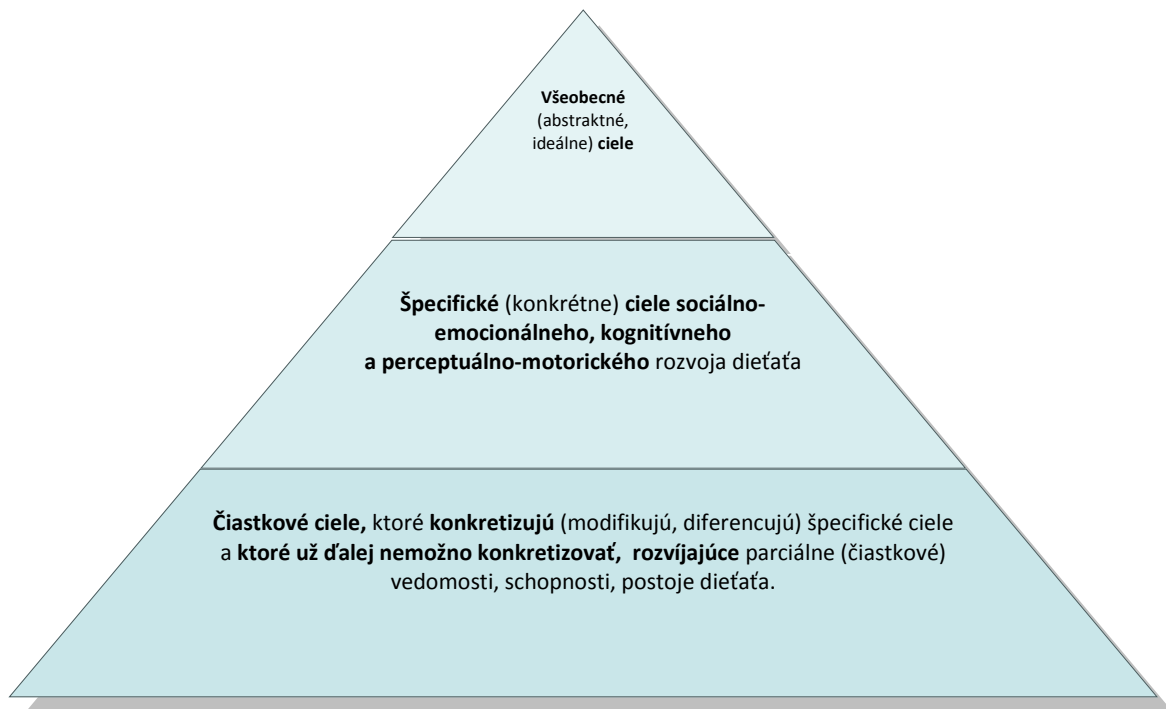 Všeobecné
(abstraktné,
ideálne) ciele
Špecifické (konkrétne) ciele sociálno-
emocionálneho, kognitívneho
a perceptuálno-motorického rozvoja dieťaťa
Čiastkové ciele, ktoré konkretizujú (modifikujú, diferencujú) špecifické ciele
a ktoré už ďalej nemožno konkretizovať, rozvíjajúce parciálne (čiastkové)
vedomosti, schopnosti, postoje dieťaťa.